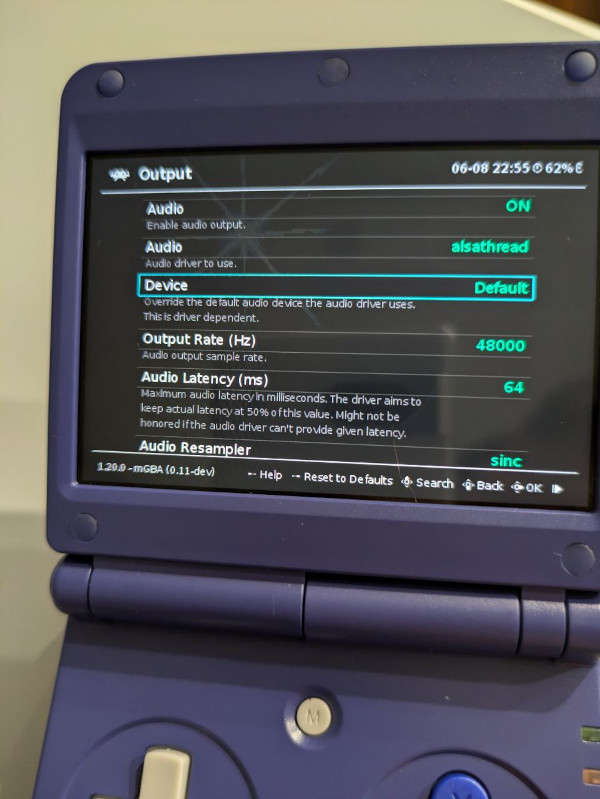 Output
06-08 22:55 62%
Audio ON
Enable audio output.
Audio alsathread
Audio driver to use.
Device Default
Override the default audio device the audio driver uses.
This is driver dependent.
Output Rate (Hz) 48000
Audio output sample rate.
Audio Latency (ms) 64
Maximum audio latency in milliseconds. The driver aims to
keep actual latency at 50% of this value. Might not be
honored if the audio driver can't provide given latency.
Audio Resampler sinc
1.20.0 - mGBA (0.11-dev) Help Reset to Defaults Search Back OK
M